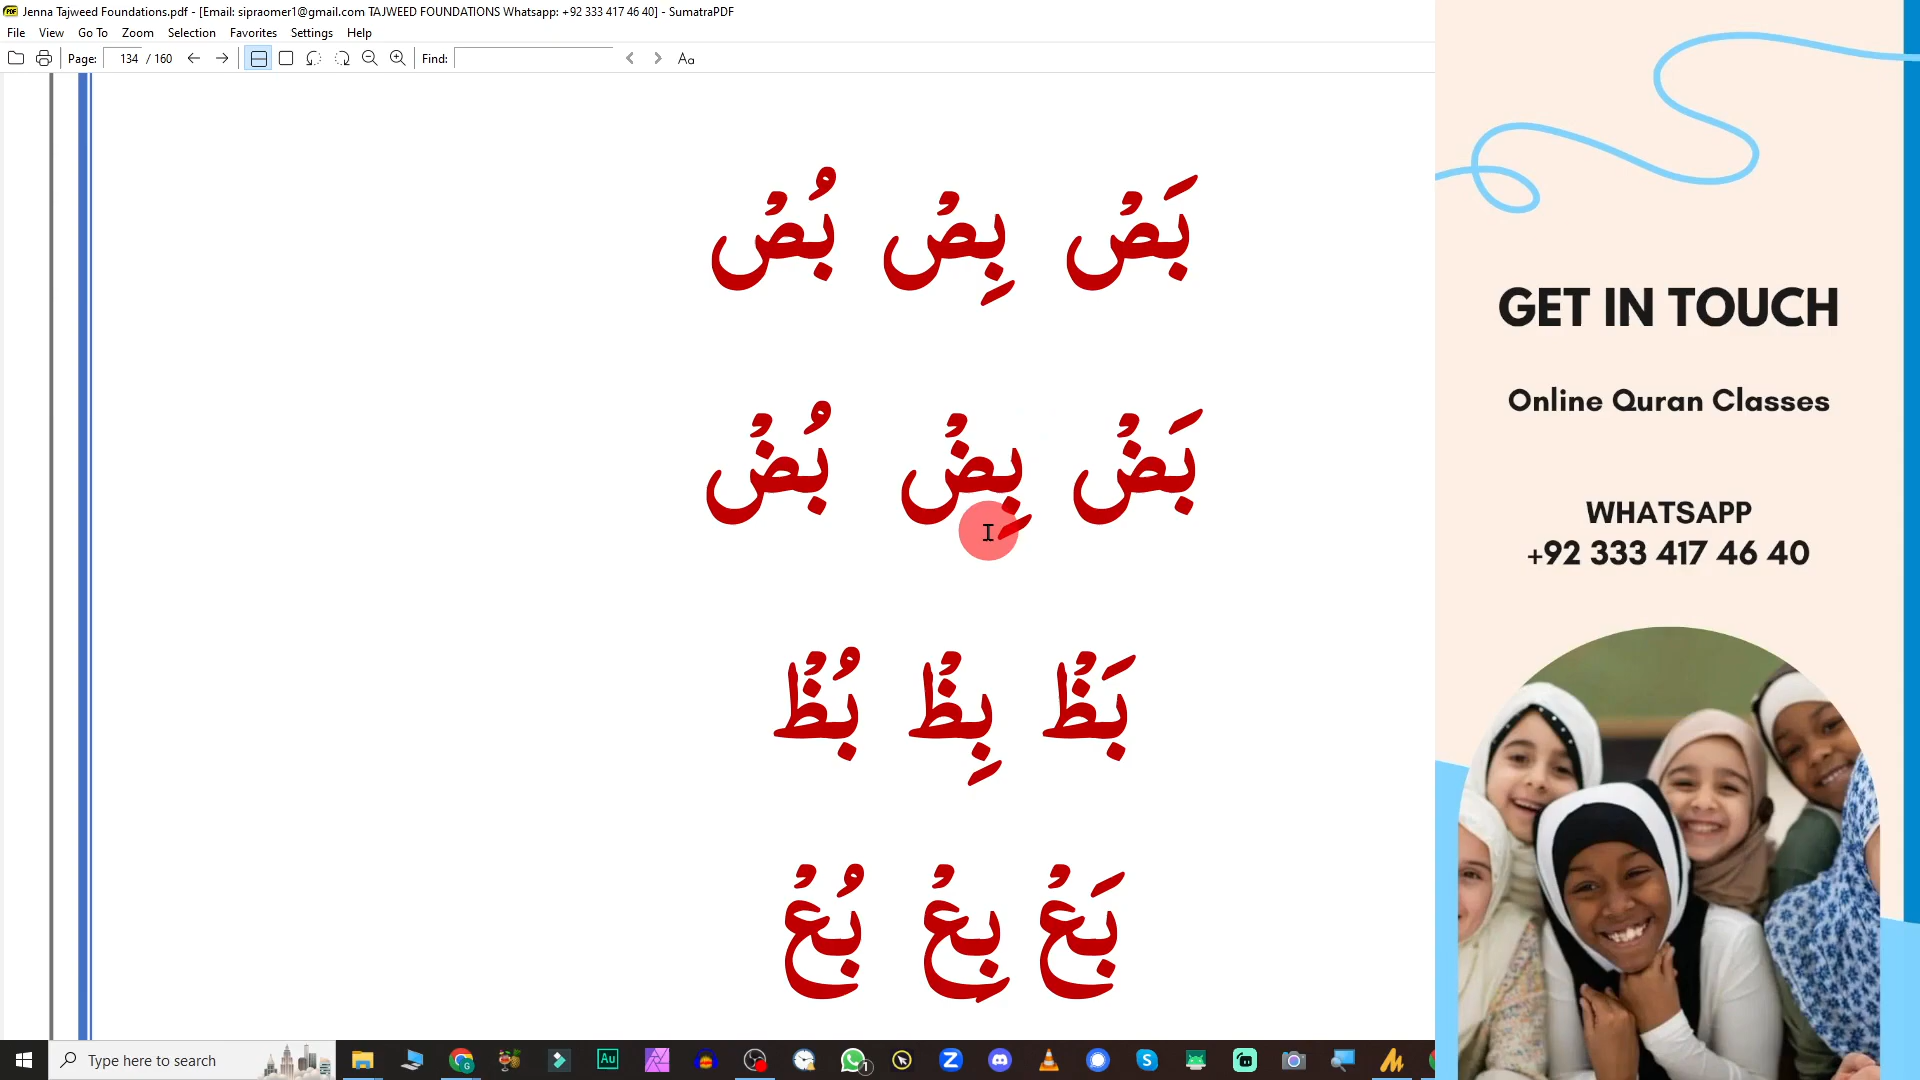 Jenna Tajweed Foundations.pdf - [Email: sipraomer1@gmail.com TAJWEED FOUNDATIONS Whatsapp: +92 333 417 46 40] - SumatraPDF
File View Go To Zoom Selection Favorites Settings Help
Page: 134 / 160 Find: Aa
بَصْ بِصْ بُصْ
بَضْ بِضْ بُضْ
بَظْ بِظْ بُظْ
بَعْ بِعْ بُعْ
GET IN TOUCH
Online Quran Classes
WHATSAPP
+92 333 417 46 40
Type here to search